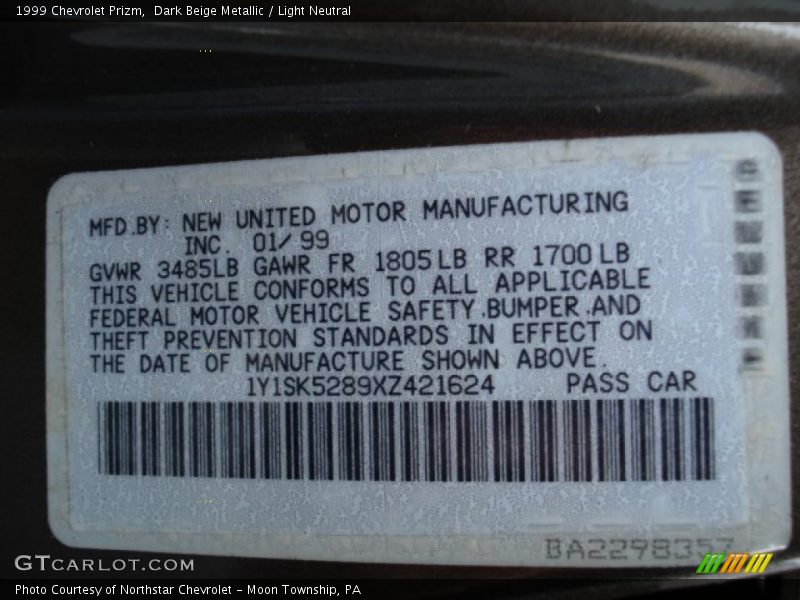 1999 Chevrolet Prizm,  Dark Beige Metallic / Light Neutral
MFD.BY: NEW UNITED MOTOR MANUFACTURING
INC. 01/99
GVWR 3485LB GAWR FR 1805LB RR 1700LB
THIS VEHICLE CONFORMS TO ALL APPLICABLE
FEDERAL MOTOR VEHICLE SAFETY.BUMPER.AND
THEFT PREVENTION STANDARDS IN EFFECT ON
THE DATE OF MANUFACTURE SHOWN ABOVE.
1Y1SK5289XZ421624 PASS CAR
BA2298357
GTCARLOT.COM
Photo Courtesy of Northstar Chevrolet - Moon Township, PA